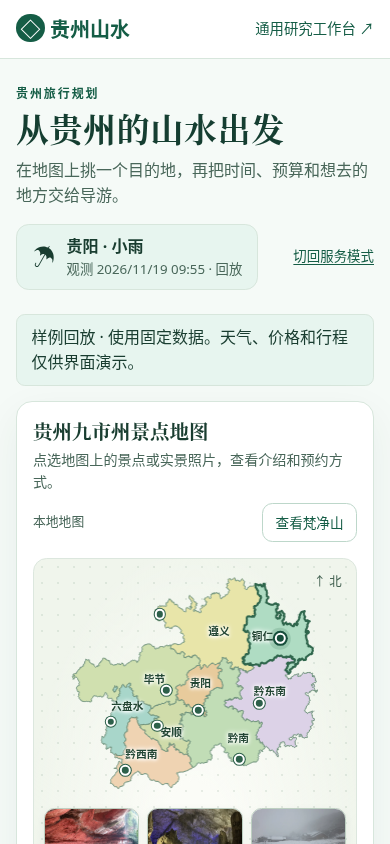 贵州山水
通用研究工作台 ↗
贵州旅行规划
从贵州的山水出发
在地图上挑一个目的地，再把时间、预算和想去的
地方交给导游。
贵阳 · 小雨
观测 2026/11/19 09:55 · 回放
切回服务模式
样例回放 · 使用固定数据。天气、价格和行程
仅供界面演示。
贵州九市州景点地图
点选地图上的景点或实景照片，查看介绍和预约方
式。
本地地图
查看梵净山
↑ 北
遵义
铜仁
毕节
贵阳
黔东南
六盘水
安顺
黔南
黔西南